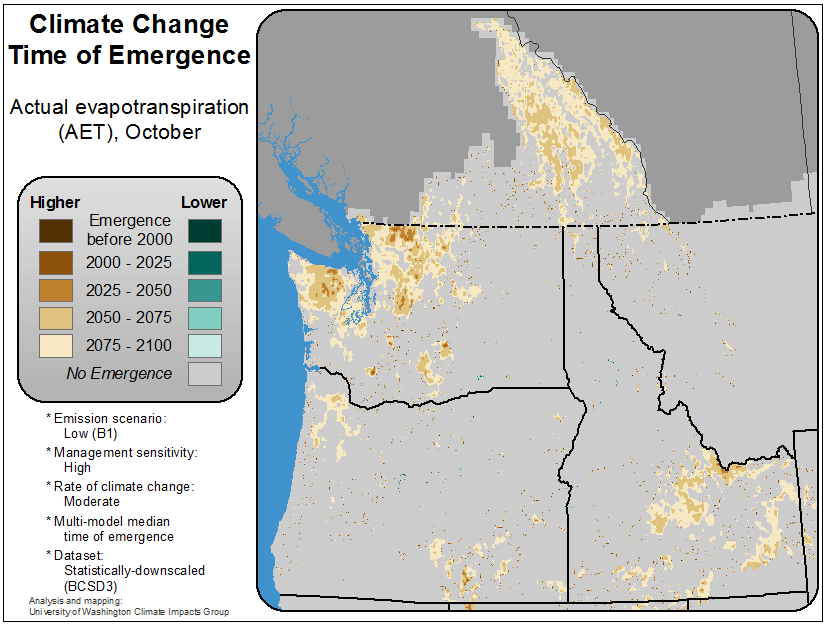 Climate Change
Time of Emergence
Actual evapotranspiration
(AET), October
Higher Lower
Emergence
before 2000
2000 - 2025
2025 - 2050
2050 - 2075
2075 - 2100
No Emergence
* Emission scenario:
Low (B1)
* Management sensitivity:
High
* Rate of climate change:
Moderate
* Multi-model median
time of emergence
* Dataset:
Statistically-downscaled
(BCSD3)
Analysis and mapping:
University of Washington Climate Impacts Group